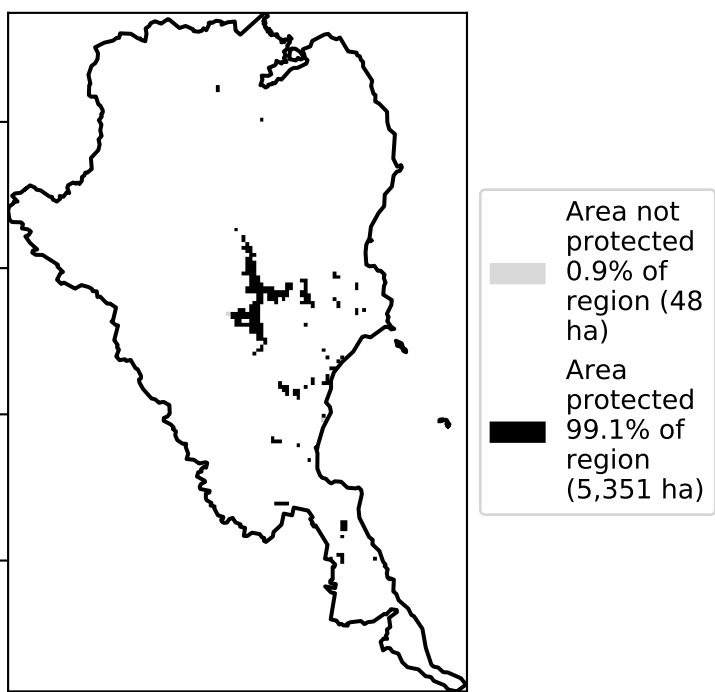 Area not
protected
0.9% of
region (48
ha)
Area
protected
99.1% of
region
(5,351 ha)